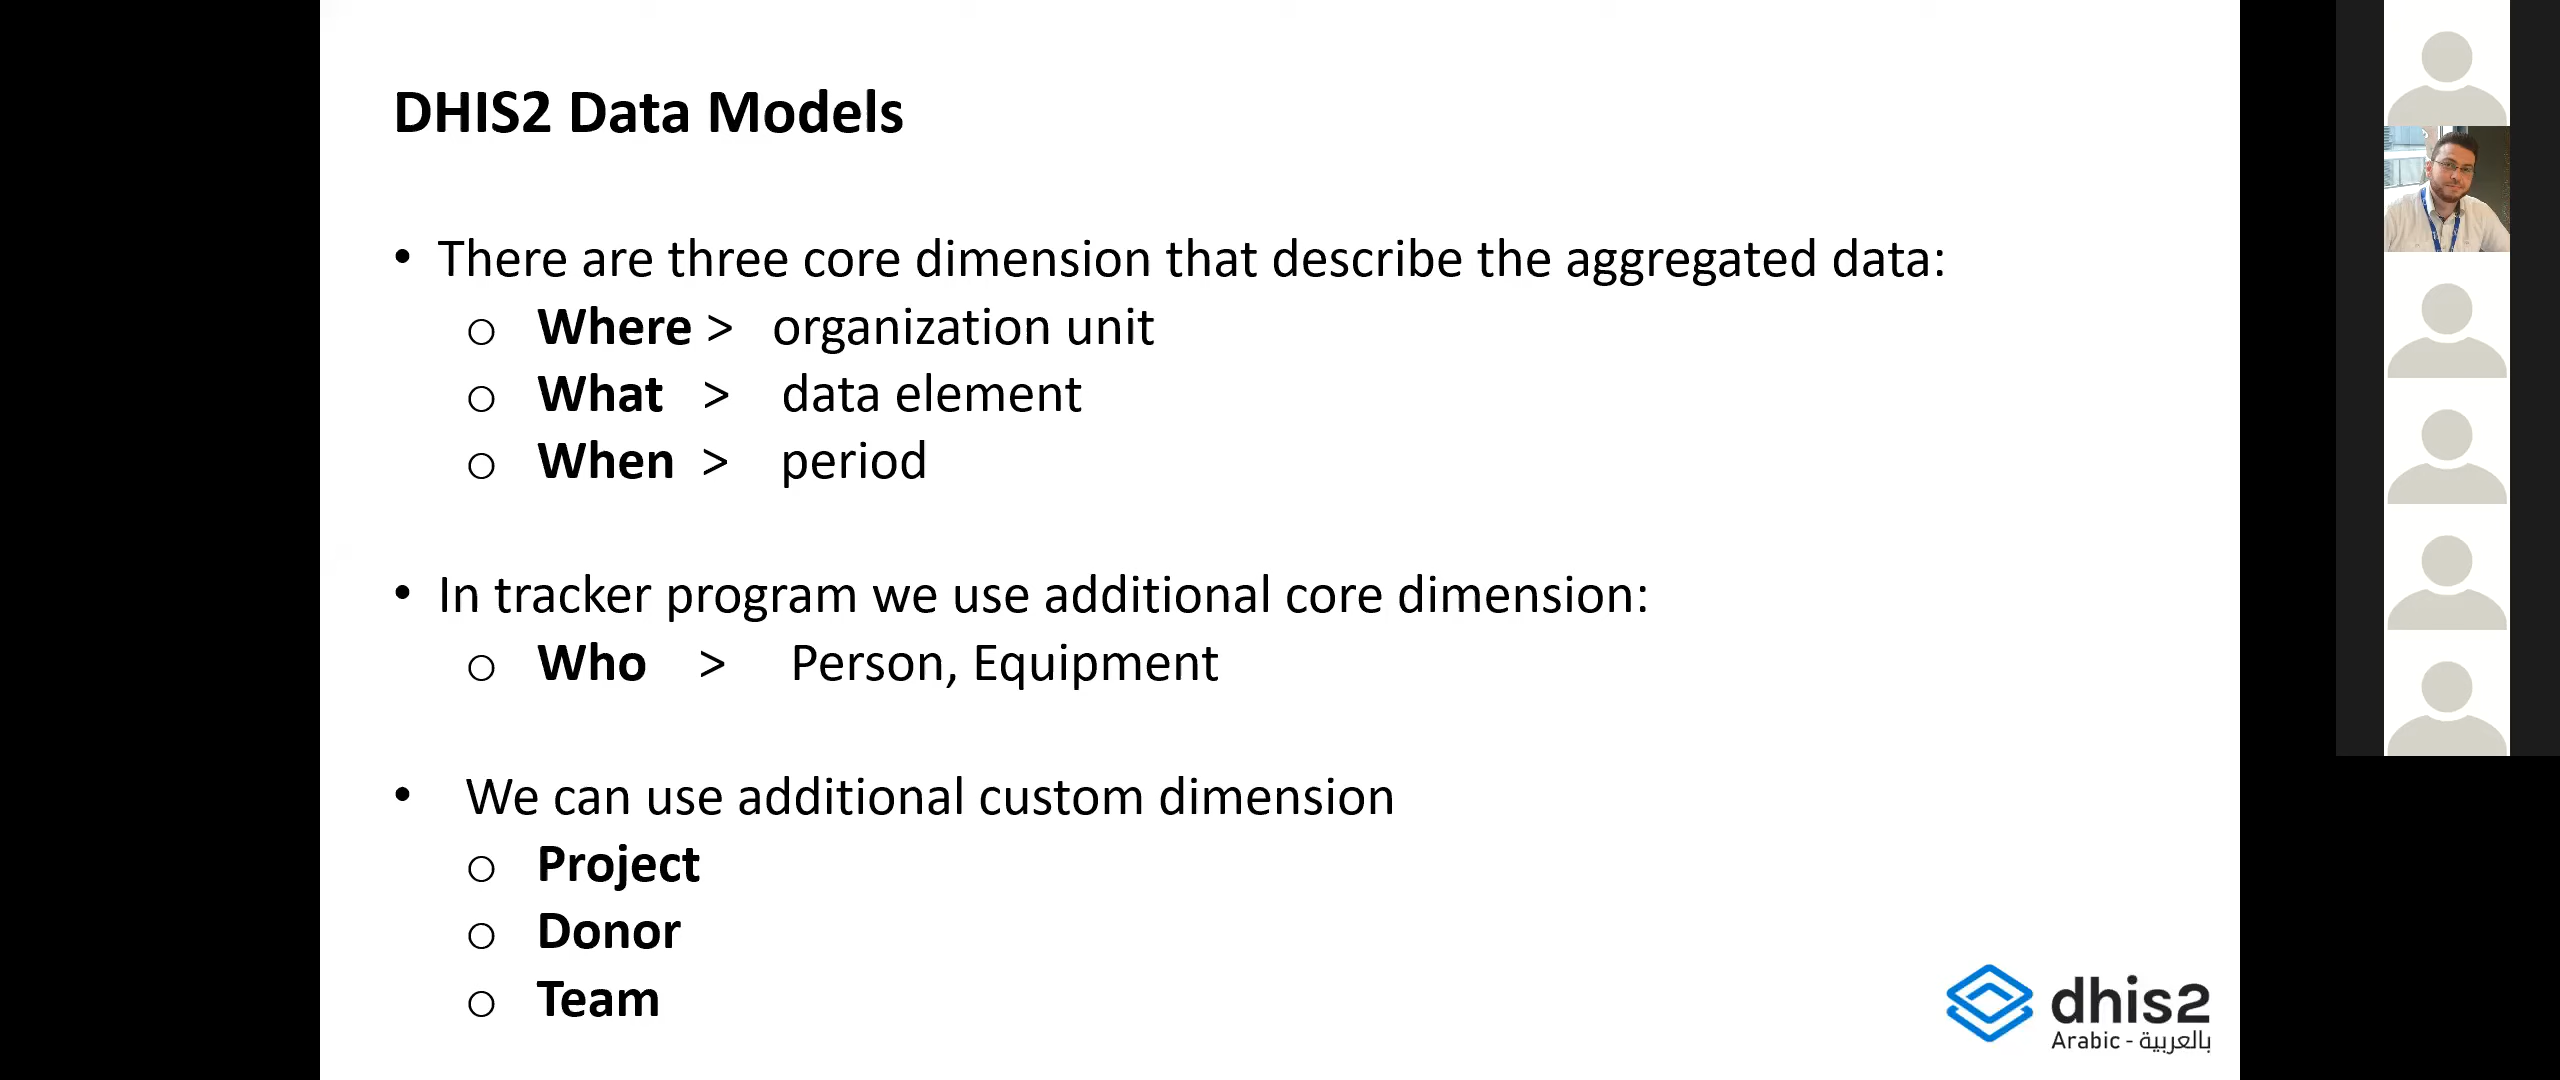 DHIS2 Data Models
• There are three core dimension that describe the aggregated data:
o Where > organization unit
o What > data element
o When > period
• In tracker program we use additional core dimension:
o Who > Person, Equipment
• We can use additional custom dimension
o Project
o Donor
o Team
dhis2
Arabic - بالعربية